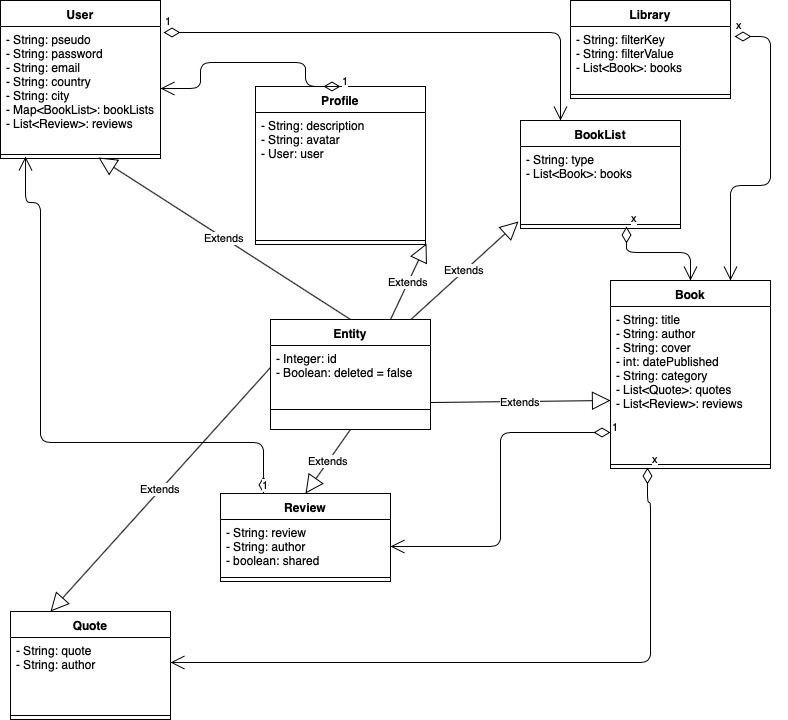 User
- String: pseudo
- String: password
- String: email
- String: country
- String: city
- Map<BookList>: bookLists
- List<Review>: reviews
1
Library
- String: filterKey
- String: filterValue
- List<Book>: books
x
1
Profile
- String: description
- String: avatar
- User: user
BookList
- String: type
- List<Book>: books
x
Extends
Extends
Extends
Entity
- Integer: id
- Boolean: deleted = false
Extends
Book
- String: title
- String: author
- String: cover
- int: datePublished
- String: category
- List<Quote>: quotes
- List<Review>: reviews
1
x
Extends
Extends
1
Review
- String: review
- String: author
- boolean: shared
Quote
- String: quote
- String: author